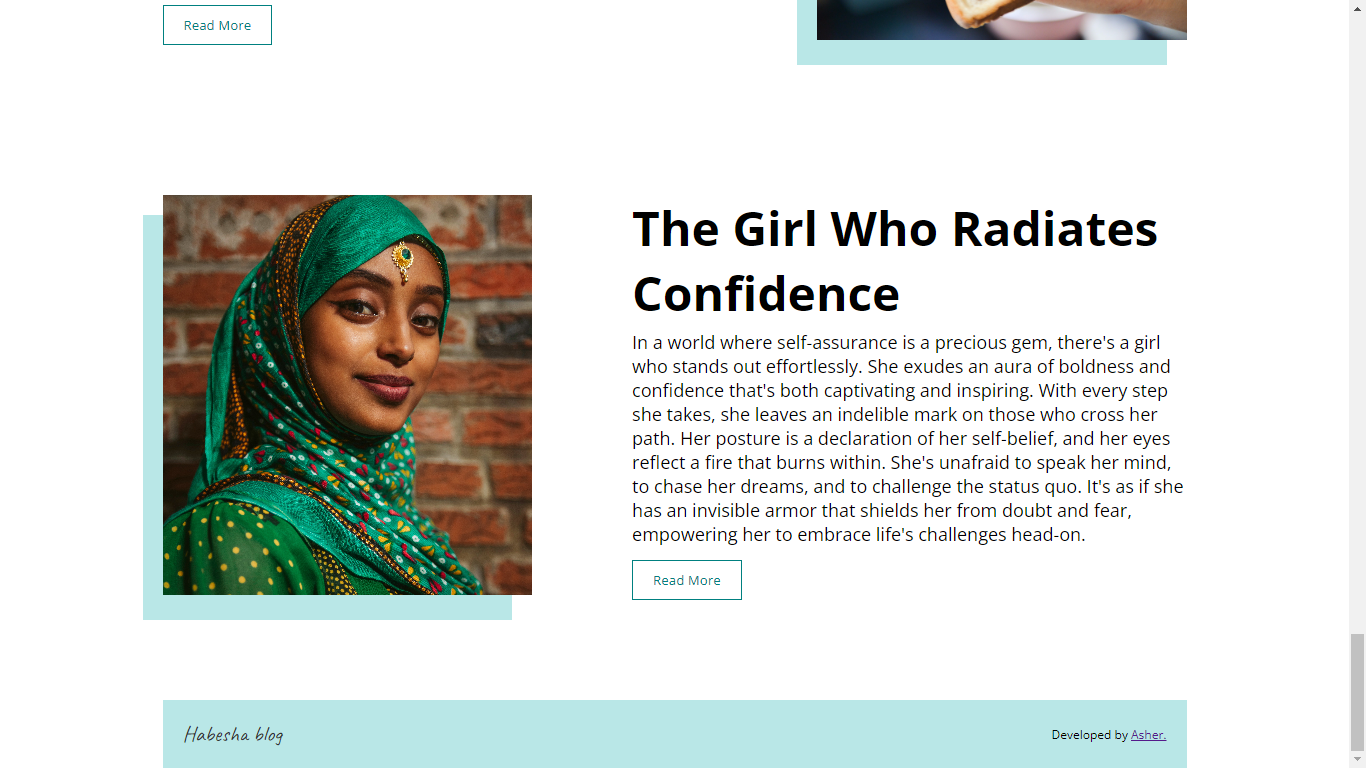 Read More
The Girl Who Radiates
Confidence
In a world where self-assurance is a precious gem, there's a girl
who stands out effortlessly. She exudes an aura of boldness and
confidence that's both captivating and inspiring. With every step
she takes, she leaves an indelible mark on those who cross her
path. Her posture is a declaration of her self-belief, and her eyes
reflect a fire that burns within. She's unafraid to speak her mind,
to chase her dreams, and to challenge the status quo. It's as if she
has an invisible armor that shields her from doubt and fear,
empowering her to embrace life's challenges head-on.
Read More
Habesha blog
Developed by Asher.